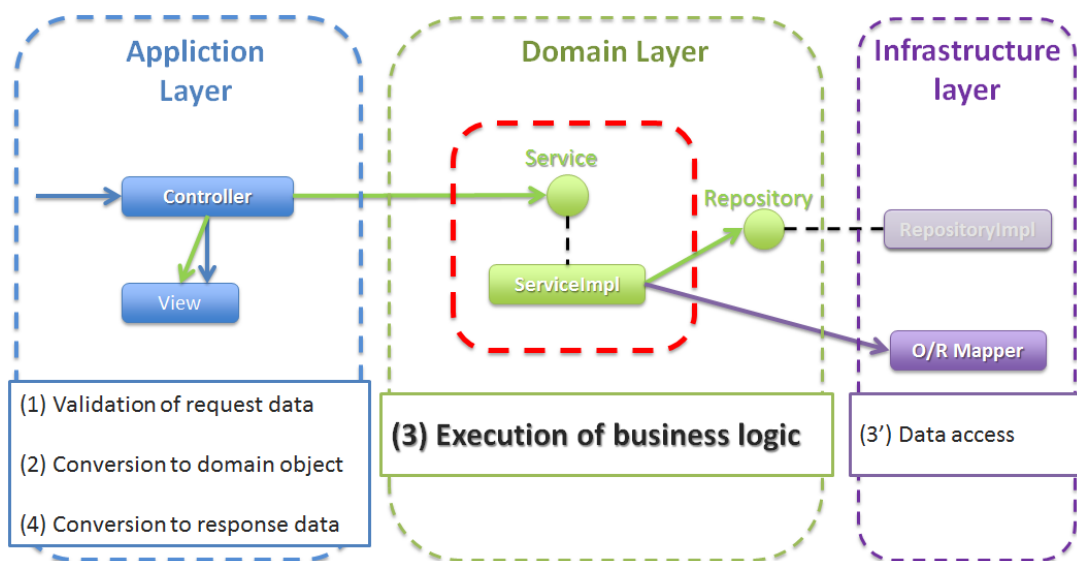 Appliction
Layer
Domain Layer
Infrastructure
layer
Service
Controller
Repository
RepositoryImpl
ServiceImpl
View
O/R Mapper
(1) Validation of request data
(2) Conversion to domain object
(4) Conversion to response data
(3) Execution of business logic
(3’) Data access